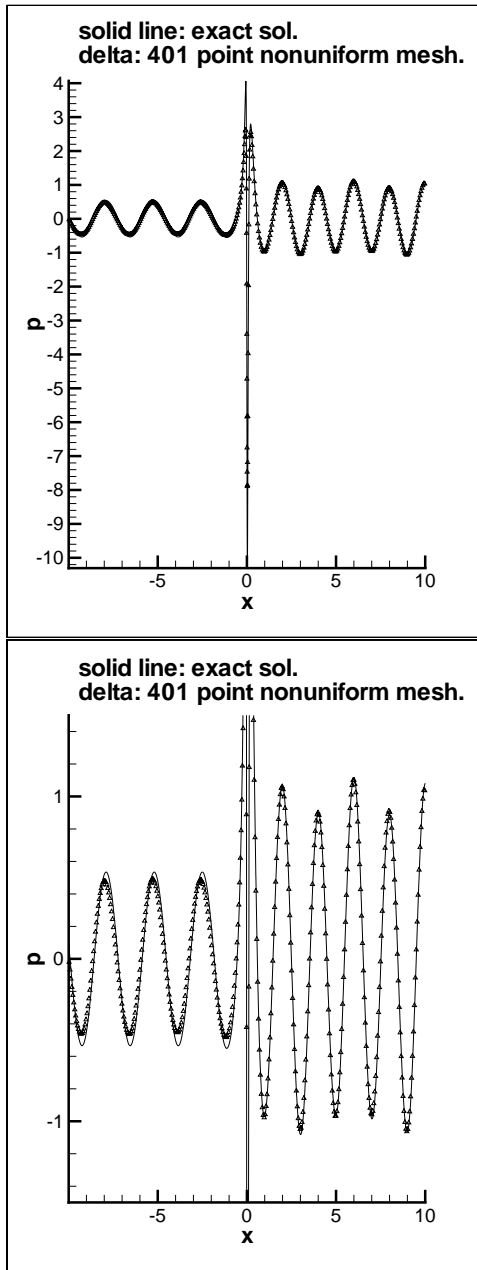 solid line: exact sol.
delta: 401 point nonuniform mesh.
4
3
2
1
0
-1
-2
-3
-4
-5
-6
-7
-8
-9
-10
p
-5 0 5 10
x
solid line: exact sol.
delta: 401 point nonuniform mesh.
1
0
-1
p
-5 0 5 10
x